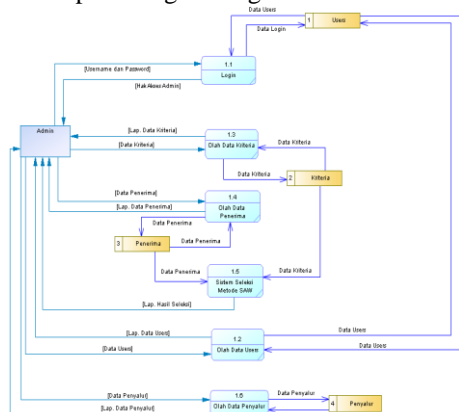 Data Users
1 Users
Data Login
1.1
Login
[Username dan Password]
[Hak Akses Admin]
Admin
[Lap. Data Kriteria]
[Data Kriteria]
1.3
Olah Data Kriteria
Data Kriteria
Data Kriteria
2 Kriteria
[Data Penerima]
[Lap. Data Penerima]
1.4
Olah Data
Penerima
Data Penerima
3 Penerima
Data Penerima
Data Penerima
1.5
Sistem Seleksi
Metode SAW
Data Kriteria
[Lap. Hasil Seleksi]
[Lap. Data Users]
[Data Users]
1.2
Olah Data Users
Data Users
Data Users
[Data Penyalur]
[Lap. Data Penyalur]
1.6
Olah Data Penyalur
Data Penyalur
4 Penyalur